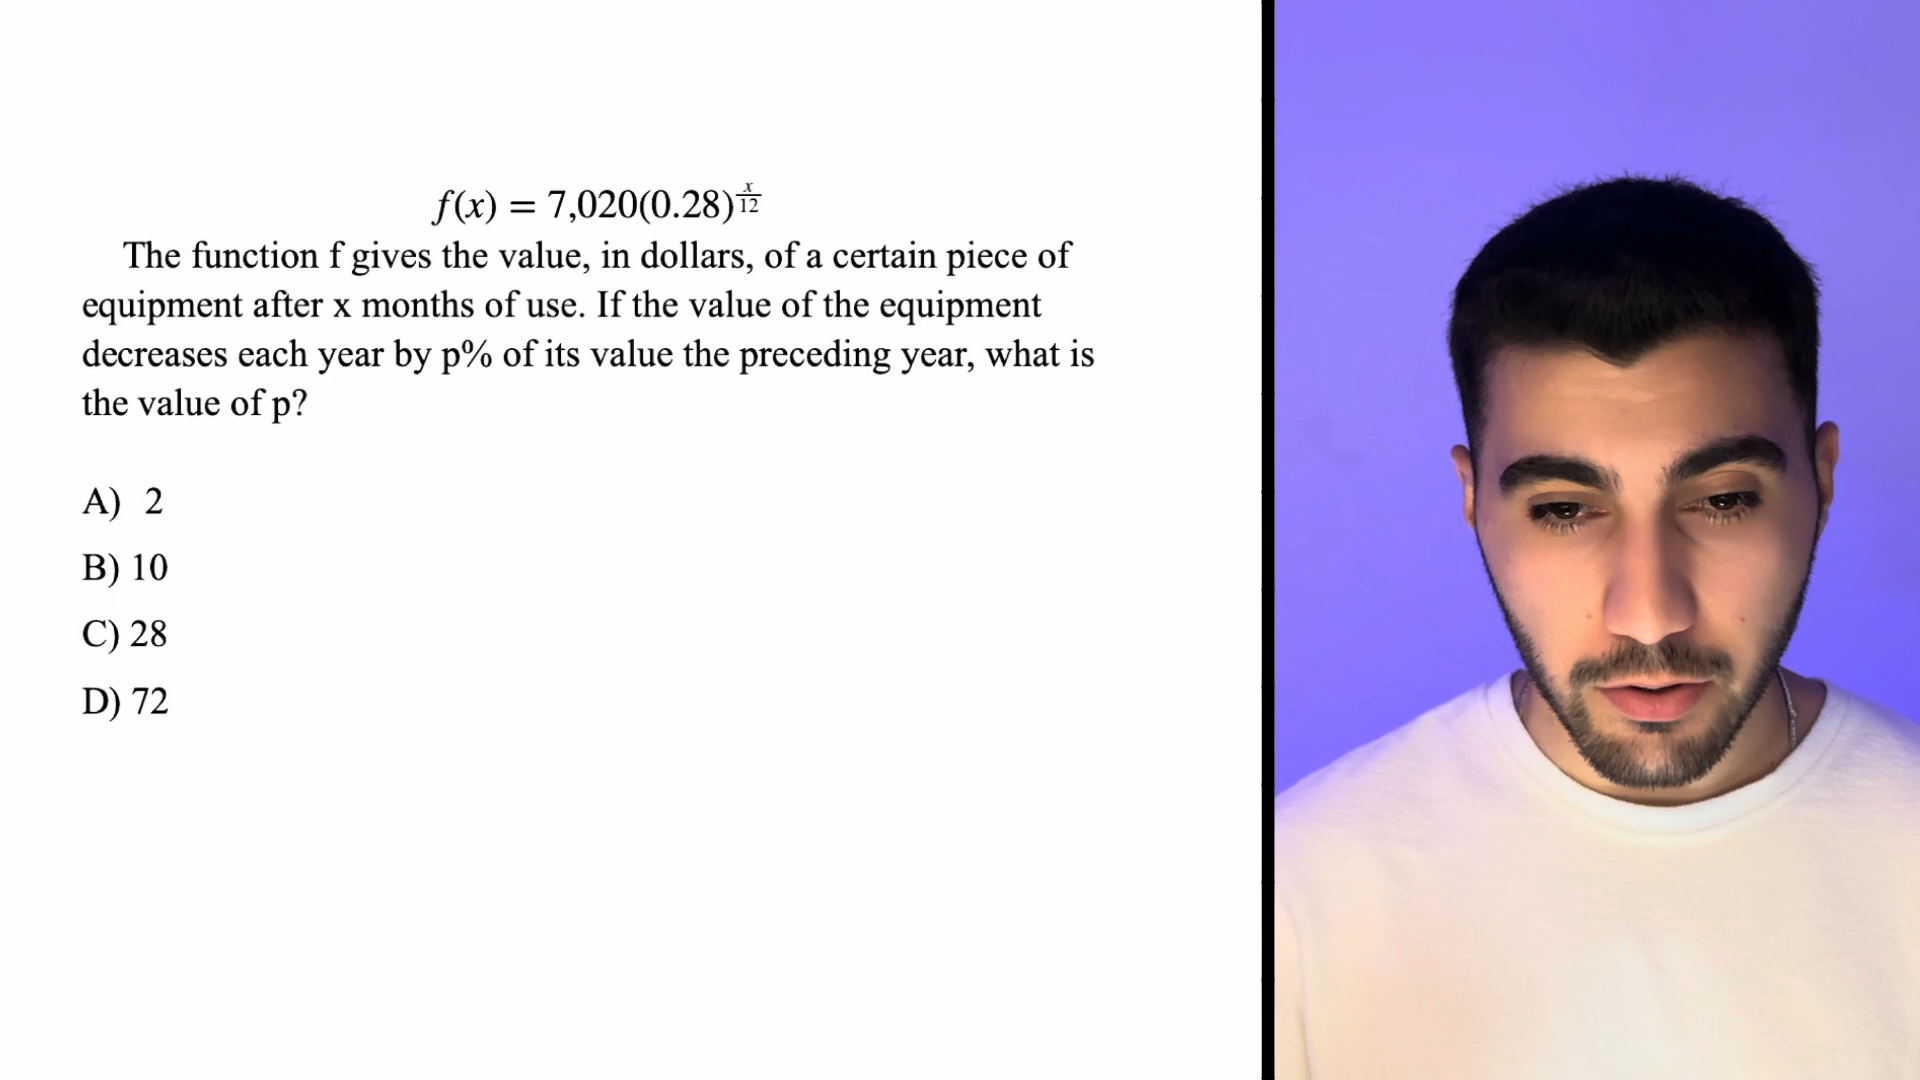 f(x) = 7,020(0.28)^{\frac{x}{12}}
The function f gives the value, in dollars, of a certain piece of
equipment after x months of use. If the value of the equipment
decreases each year by p% of its value the preceding year, what is
the value of p?
A) 2
B) 10
C) 28
D) 72